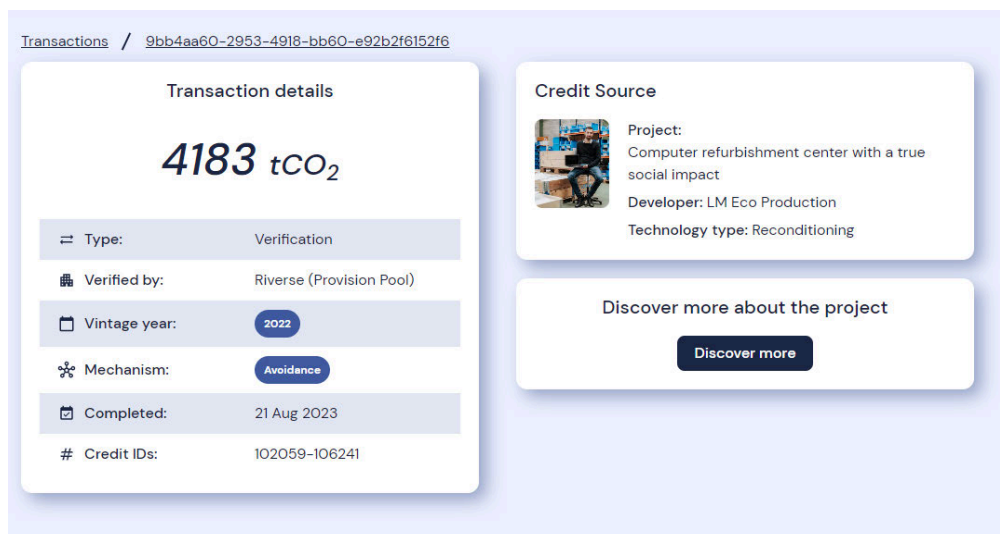 Transactions / 9bb4aa60-2953-4918-bb60-e92b2f6152f6
Transaction details
4183 tCO₂
Type: Verification
Verified by: Riverse (Provision Pool)
Vintage year: 2022
Mechanism: Avoidance
Completed: 21 Aug 2023
# Credit IDs: 102059-106241
Credit Source
Project:
Computer refurbishment center with a true
social impact
Developer: LM Eco Production
Technology type: Reconditioning
Discover more about the project
Discover more